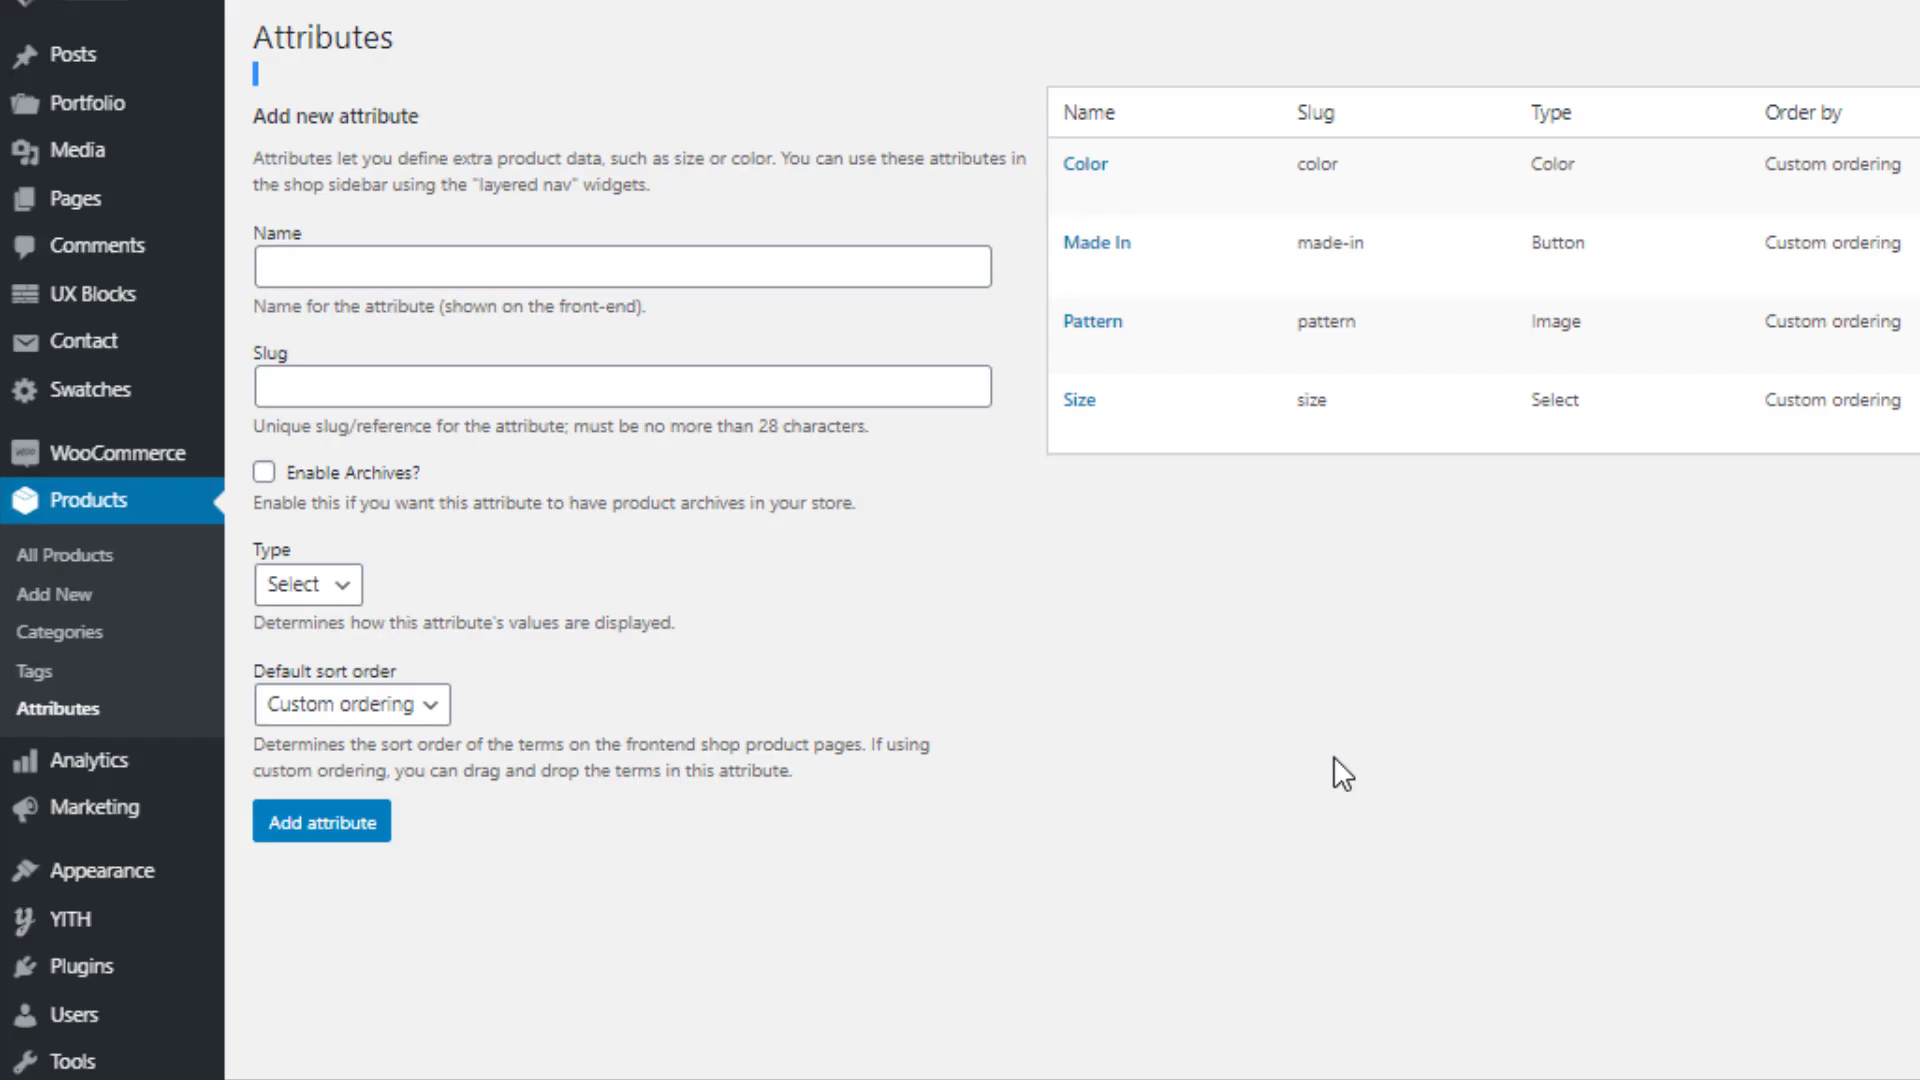 Posts
Portfolio
Media
Pages
Comments
UX Blocks
Contact
Swatches
WooCommerce
Products
All Products
Add New
Categories
Tags
Attributes
Analytics
Marketing
Appearance
YITH
Plugins
Users
Tools
Attributes
Add new attribute
Attributes let you define extra product data, such as size or color. You can use these attributes in
the shop sidebar using the "layered nav" widgets.
Name
Name for the attribute (shown on the front-end).
Slug
Unique slug/reference for the attribute; must be no more than 28 characters.
Enable Archives?
Enable this if you want this attribute to have product archives in your store.
Type
Select
Determines how this attribute's values are displayed.
Default sort order
Custom ordering
Determines the sort order of the terms on the frontend shop product pages. If using
custom ordering, you can drag and drop the terms in this attribute.
Add attribute
Name Slug Type Order by
Color color Color Custom ordering
Made In made-in Button Custom ordering
Pattern pattern Image Custom ordering
Size size Select Custom ordering